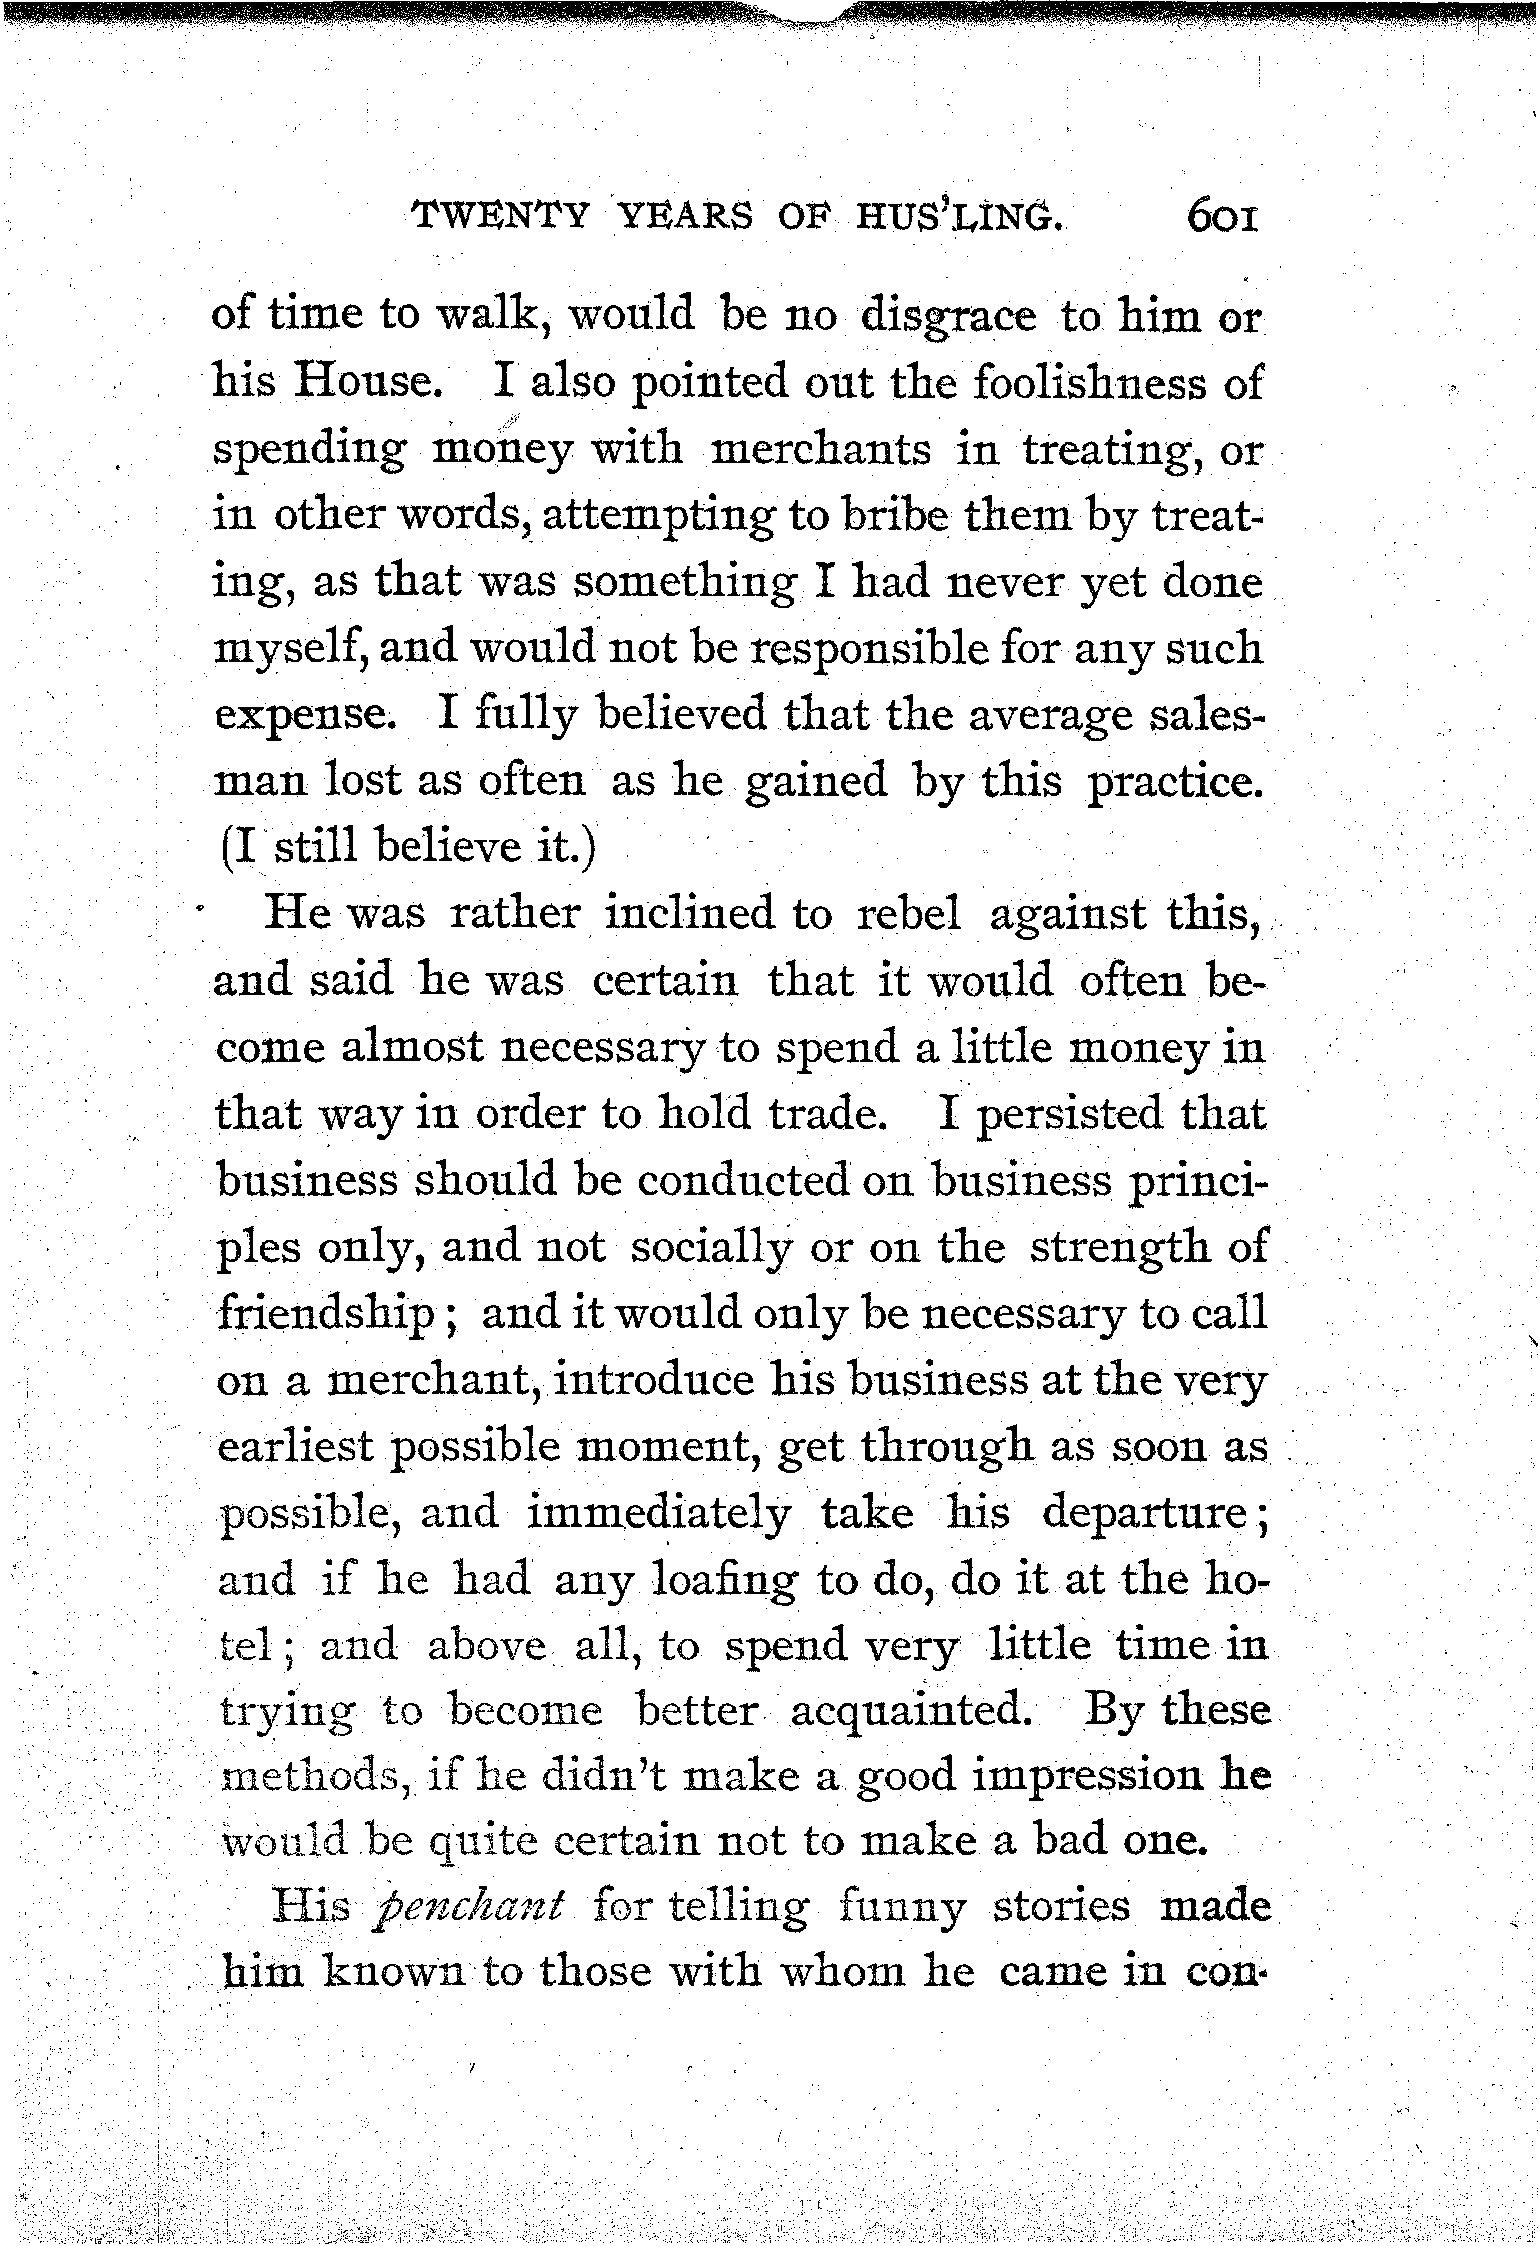 TWENTY YEARS OF HUS'LING. 601
of time to walk, would be no disgrace to him or
his House. I also pointed out the foolishness of
spending money with merchants in treating, or
in other words, attempting to bribe them by treat-
ing, as that was something I had never yet done
myself, and would not be responsible for any such
expense. I fully believed that the average sales-
man lost as often as he gained by this practice.
(I still believe it.)
He was rather inclined to rebel against this,
and said he was certain that it would often be-
come almost necessary to spend a little money in
that way in order to hold trade. I persisted that
business should be conducted on business princi-
ples only, and not socially or on the strength of
friendship; and it would only be necessary to call
on a merchant, introduce his business at the very
earliest possible moment, get through as soon as
possible, and immediately take his departure;
and if he had any loafing to do, do it at the ho-
tel; and above all, to spend very little time in
trying to become better acquainted. By these
methods, if he didn't make a good impression he
would be quite certain not to make a bad one.
His penchant for telling funny stories made
him known to those with whom he came in con-